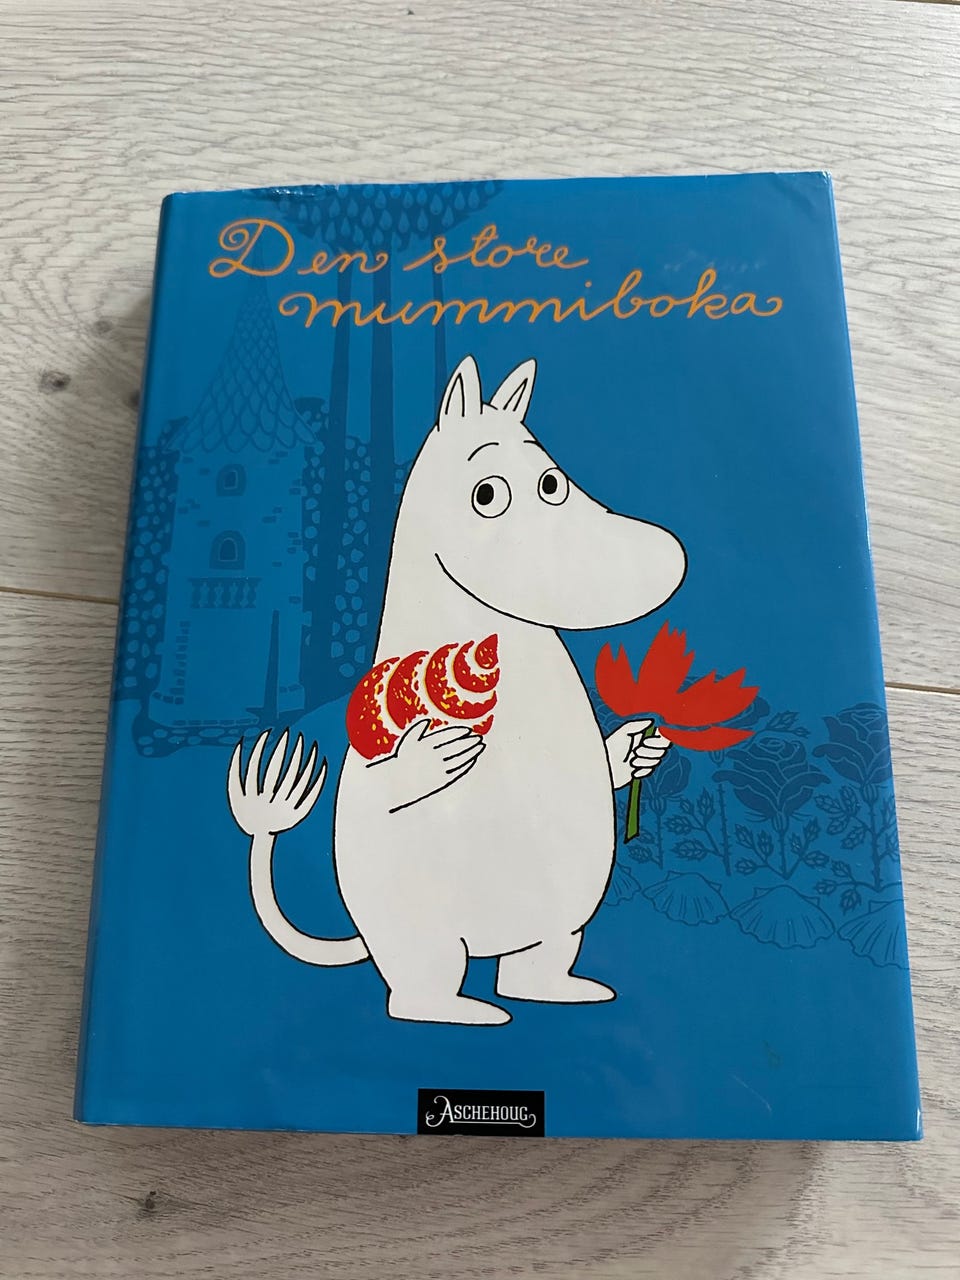 Den store
mummiboka
ASCHEHOUG